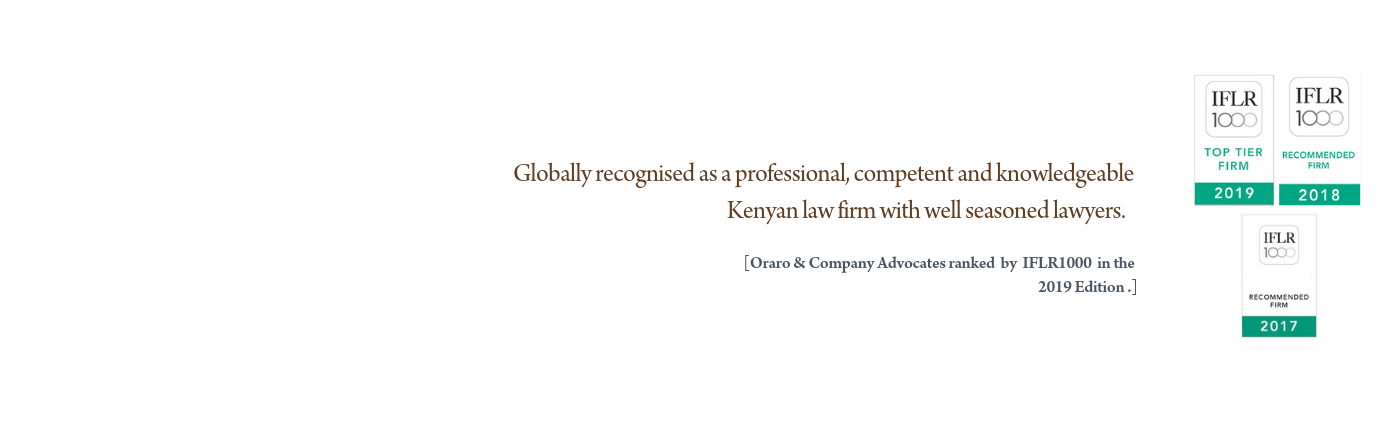 Globally recognised as a professional, competent and knowledgeable
Kenyan law firm with well seasoned lawyers.
[Oraro & Company Advocates ranked by IFLR1000 in the
2019 Edition .]
IFLR
1000
TOP TIER
FIRM
2019
IFLR
1000
RECOMMENDED
FIRM
2018
IFLR
1000
RECOMMENDED
FIRM
2017